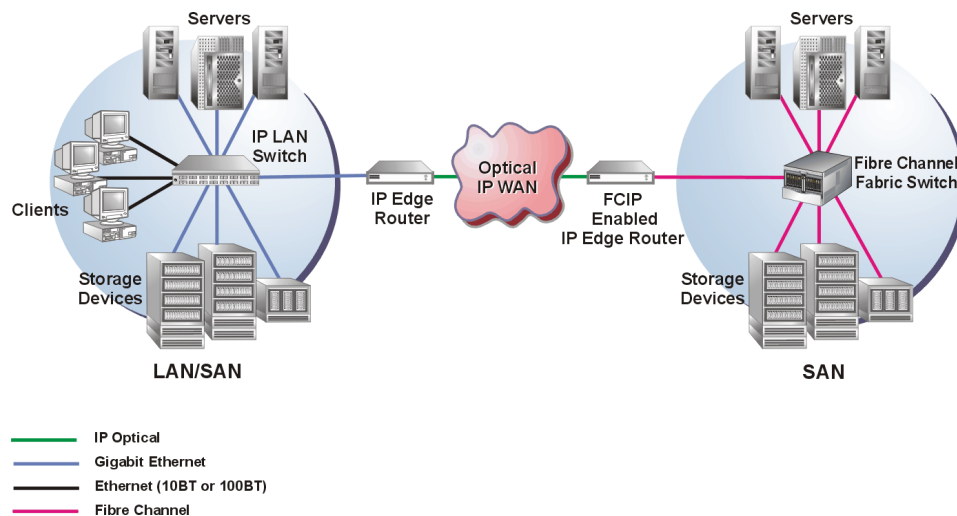 Servers
Servers
IP LAN
Switch
Optical
IP WAN
Fibre Channel
Fabric Switch
Clients
IP Edge
Router
FCIP
Enabled
IP Edge Router
Storage
Devices
Storage
Devices
LAN/SAN
SAN
IP Optical
Gigabit Ethernet
Ethernet (10BT or 100BT)
Fibre Channel